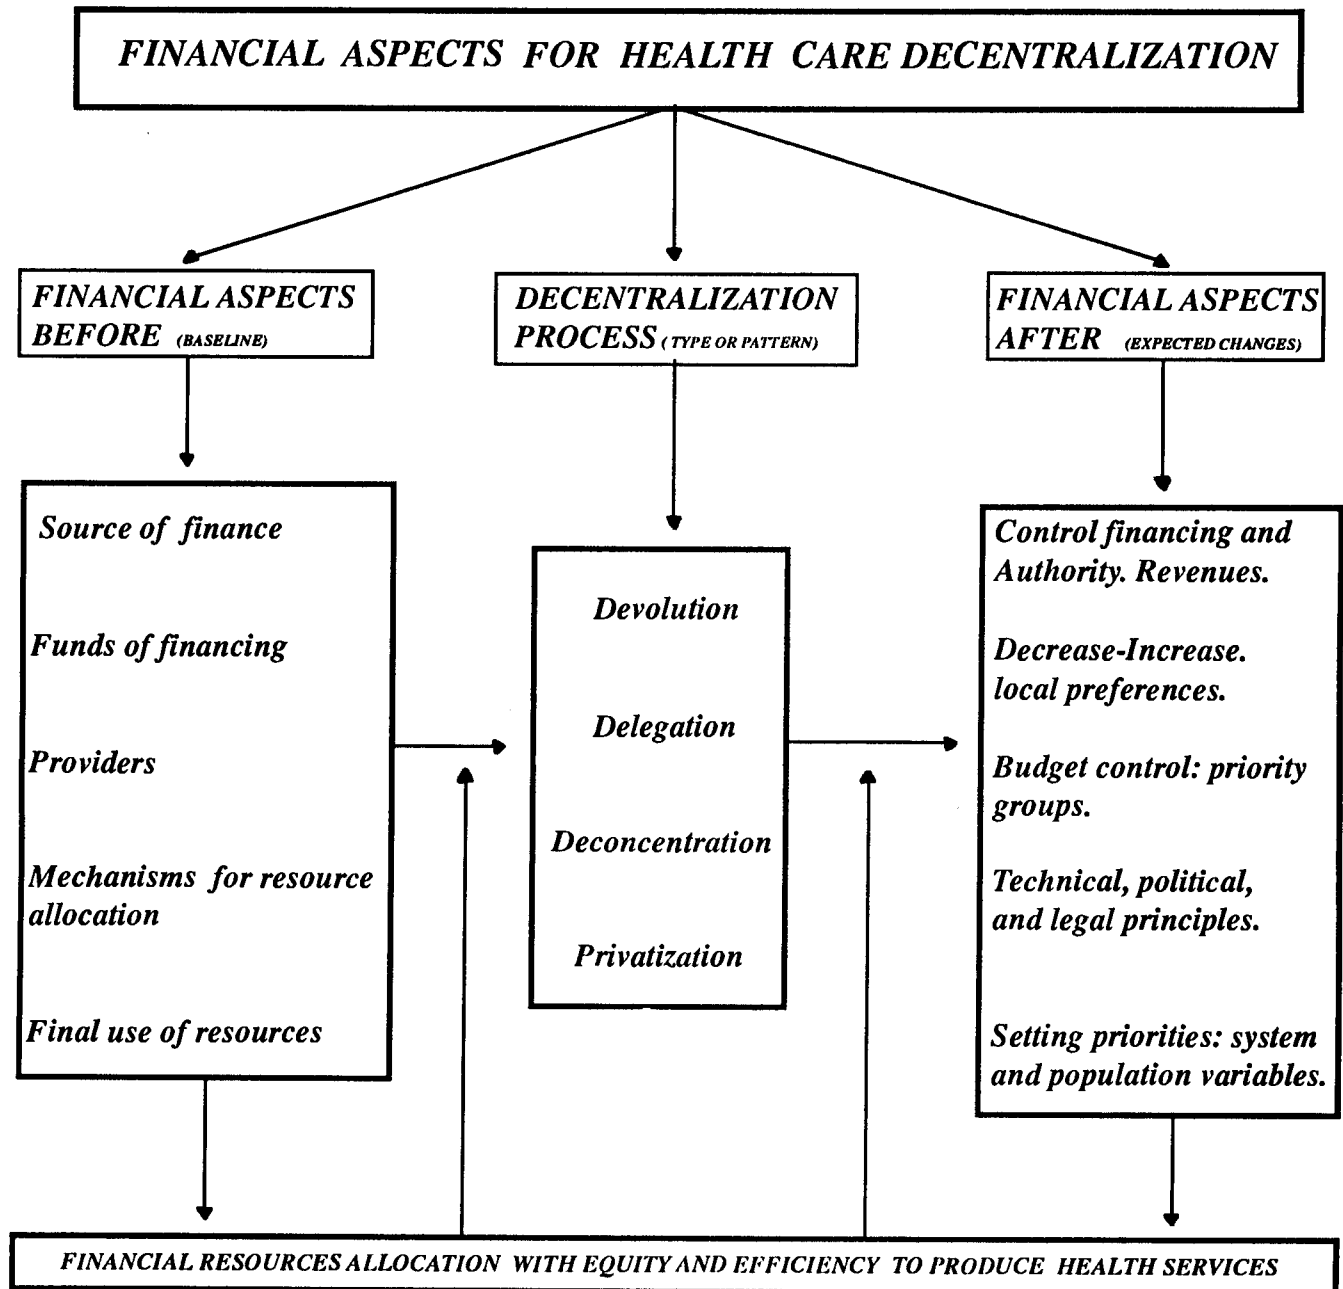 FINANCIAL ASPECTS FOR HEALTH CARE DECENTRALIZATION
FINANCIAL ASPECTS
BEFORE (BASELINE)
DECENTRALIZATION
PROCESS ( TYPE OR PATTERN)
FINANCIAL ASPECTS
AFTER (EXPECTED CHANGES)
Source of finance
Funds of financing
Providers
Mechanisms for resource
allocation
Final use of resources
Devolution
Delegation
Deconcentration
Privatization
Control financing and
Authority. Revenues.
Decrease-Increase.
local preferences.
Budget control: priority
groups.
Technical, political,
and legal principles.
Setting priorities: system
and population variables.
FINANCIAL RESOURCES ALLOCATION WITH EQUITY AND EFFICIENCY TO PRODUCE HEALTH SERVICES